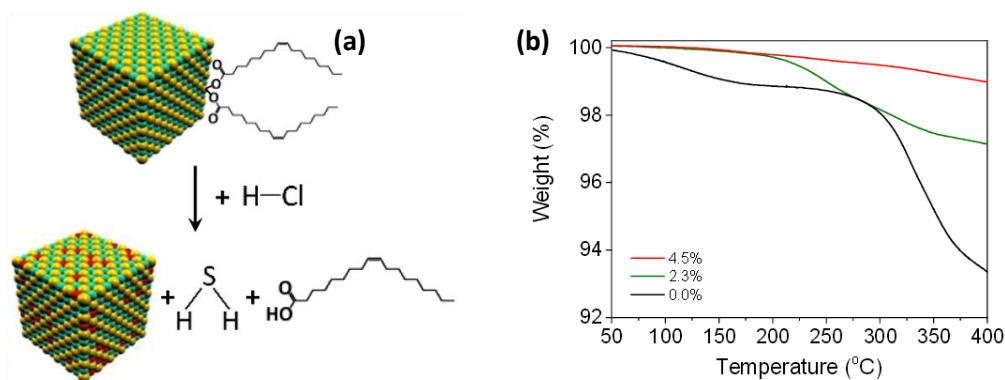 (a)
O
O
O
O
+ H–Cl
+
S
H H
+
O
HO
(b)
100
98
96
94
92
Weight (%)
4.5%
2.3%
0.0%
50 100 150 200 250 300 350 400
Temperature (°C)